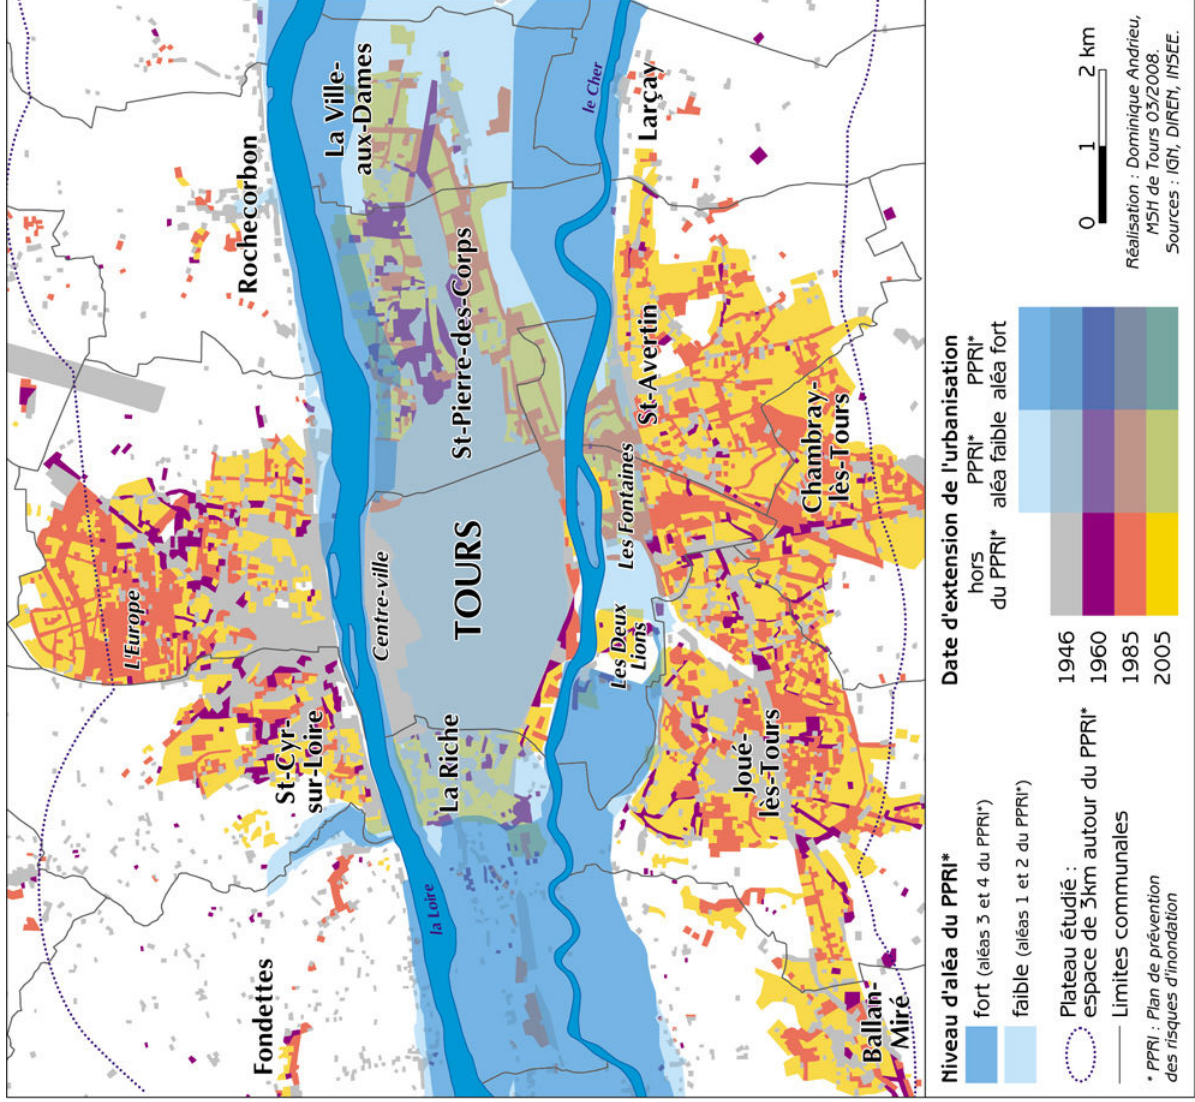 Fondettes
St-Cyr-
sur-Loire
L'Europe
Rochecorbon
la Loire
La Riche
Centre-ville
TOURS
St-Pierre-des-Corps
La Ville-
aux-Dames
le Cher
Larçay
Les Deux
Lions
Les Fontaines
St-Avertin
Joué-
lès-Tours
Chambray-
lès-Tours
Ballan-
Miré
Niveau d'aléa du PPRI*
fort (aléas 3 et 4 du PPRI*)
faible (aléas 1 et 2 du PPRI*)
Plateau étudié :
espace de 3km autour du PPRI*
Limites communales
* PPRI : Plan de prévention
des risques d'inondation
Date d'extension de l'urbanisation
hors
du PPRI*
PPRI*
aléa faible
PPRI*
aléa fort
1946
1960
1985
2005
0 1 2 km
Réalisation : Dominique Andrieu,
MSH de Tours 03/2008.
Sources : IGN, DIREN, INSEE.